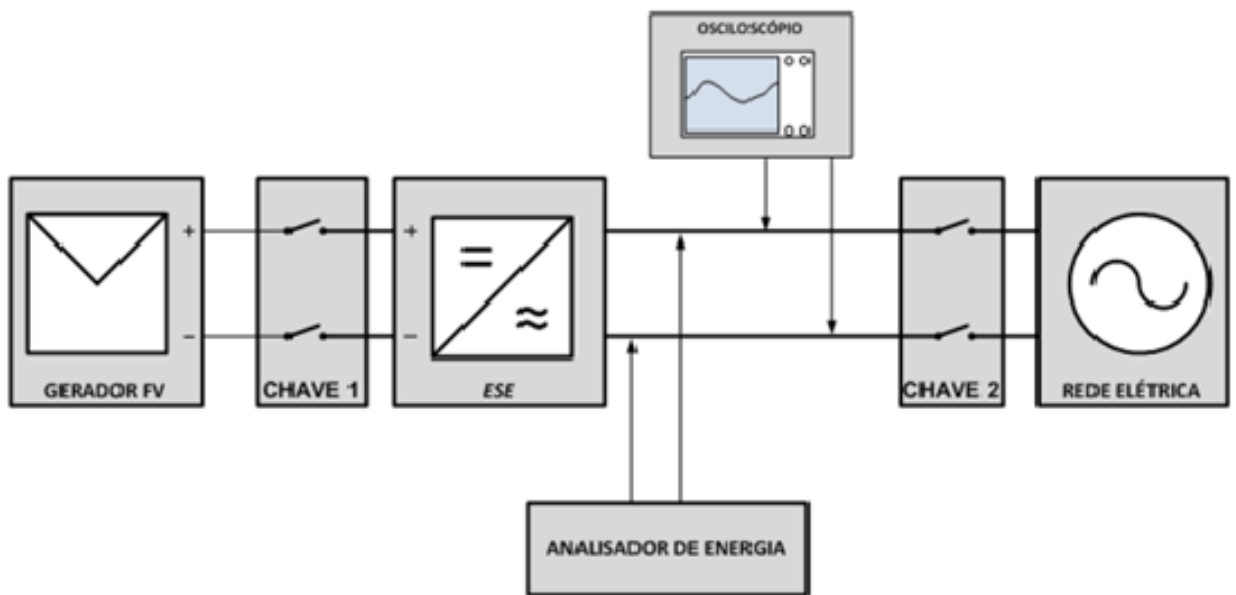 OSCILOSCÓPIO
+
−
GERADOR FV
CHAVE 1
+
−
ESE
CHAVE 2
REDE ELÉTRICA
ANALISADOR DE ENERGIA